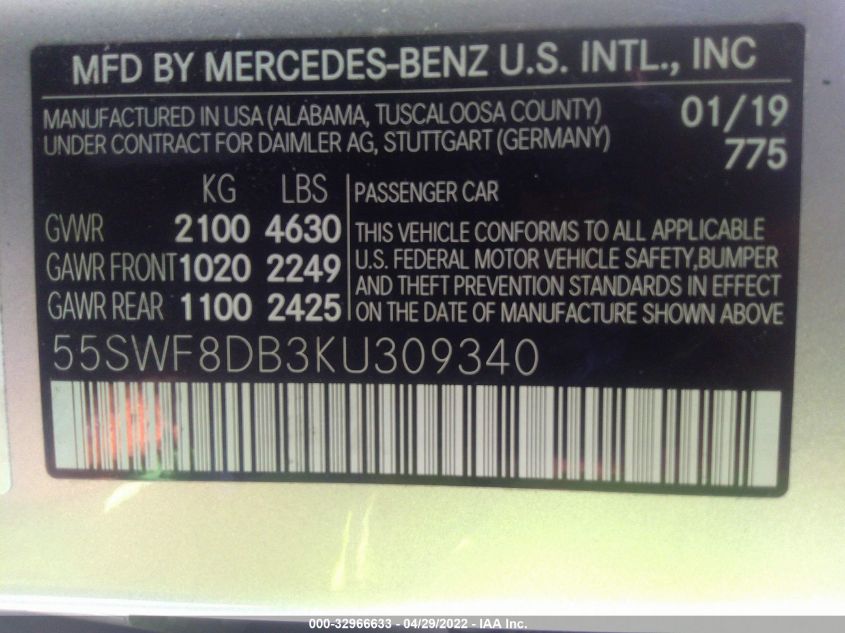 MFD BY MERCEDES-BENZ U.S. INTL., INC
MANUFACTURED IN USA (ALABAMA, TUSCALOOSA COUNTY) 01/19
UNDER CONTRACT FOR DAIMLER AG, STUTTGART (GERMANY) 775
KG LBS PASSENGER CAR
GVWR 2100 4630 THIS VEHICLE CONFORMS TO ALL APPLICABLE
GAWR FRONT 1020 2249 U.S. FEDERAL MOTOR VEHICLE SAFETY, BUMPER
AND THEFT PREVENTION STANDARDS IN EFFECT
GAWR REAR 1100 2425 ON THE DATE OF MANUFACTURE SHOWN ABOVE
55SWF8DB3KU309340
000-32966633 - 04/29/2022 - IAA Inc.